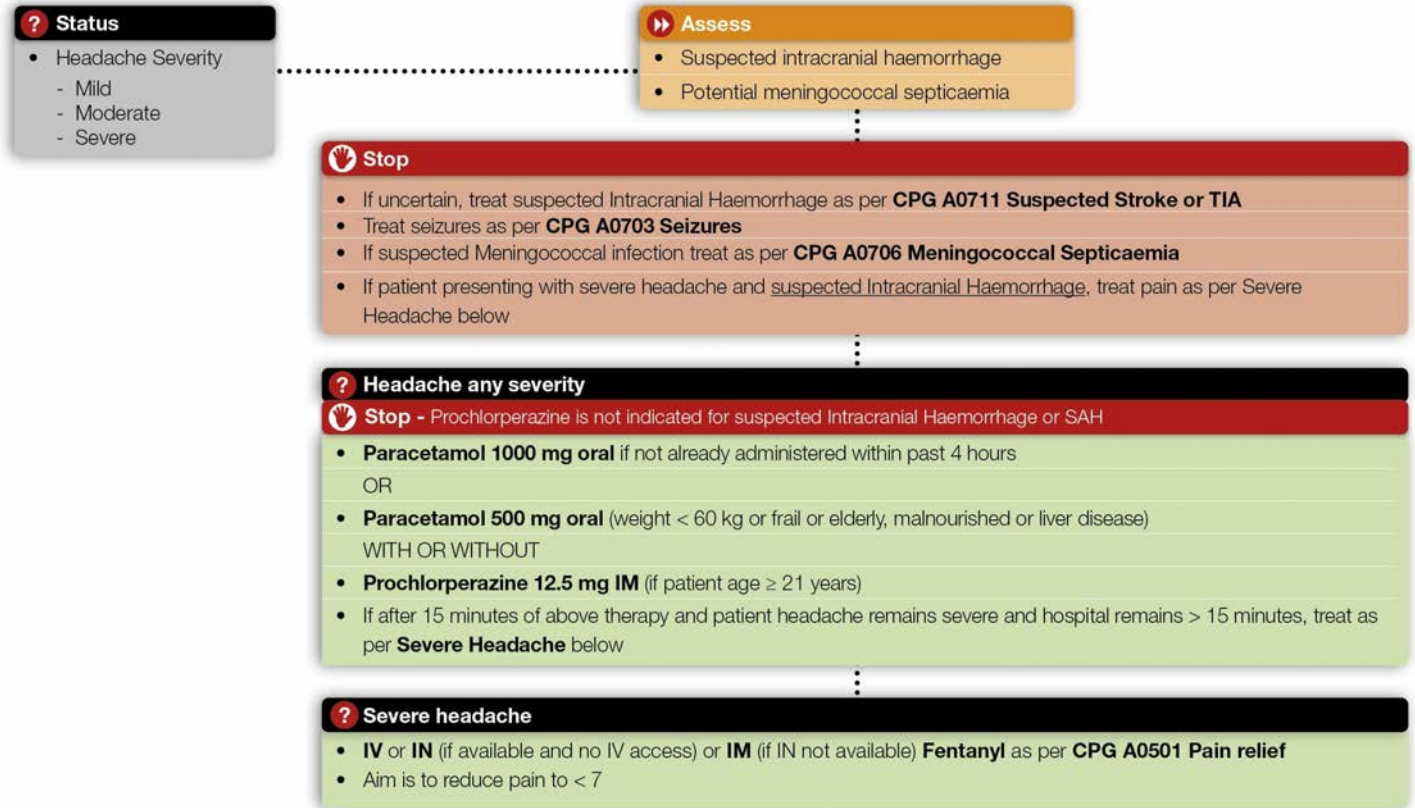 ? Status
• Headache Severity
- Mild
- Moderate
- Severe
Assess
• Suspected intracranial haemorrhage
• Potential meningococcal septicaemia
Stop
• If uncertain, treat suspected Intracranial Haemorrhage as per CPG A0711 Suspected Stroke or TIA
• Treat seizures as per CPG A0703 Seizures
• If suspected Meningococcal infection treat as per CPG A0706 Meningococcal Septicaemia
• If patient presenting with severe headache and suspected Intracranial Haemorrhage, treat pain as per Severe
Headache below
? Headache any severity
Stop - Prochlorperazine is not indicated for suspected Intracranial Haemorrhage or SAH
• Paracetamol 1000 mg oral if not already administered within past 4 hours
OR
• Paracetamol 500 mg oral (weight < 60 kg or frail or elderly, malnourished or liver disease)
WITH OR WITHOUT
• Prochlorperazine 12.5 mg IM (if patient age ≥ 21 years)
• If after 15 minutes of above therapy and patient headache remains severe and hospital remains > 15 minutes, treat as
per Severe Headache below
? Severe headache
• IV or IN (if available and no IV access) or IM (if IN not available) Fentanyl as per CPG A0501 Pain relief
• Aim is to reduce pain to < 7